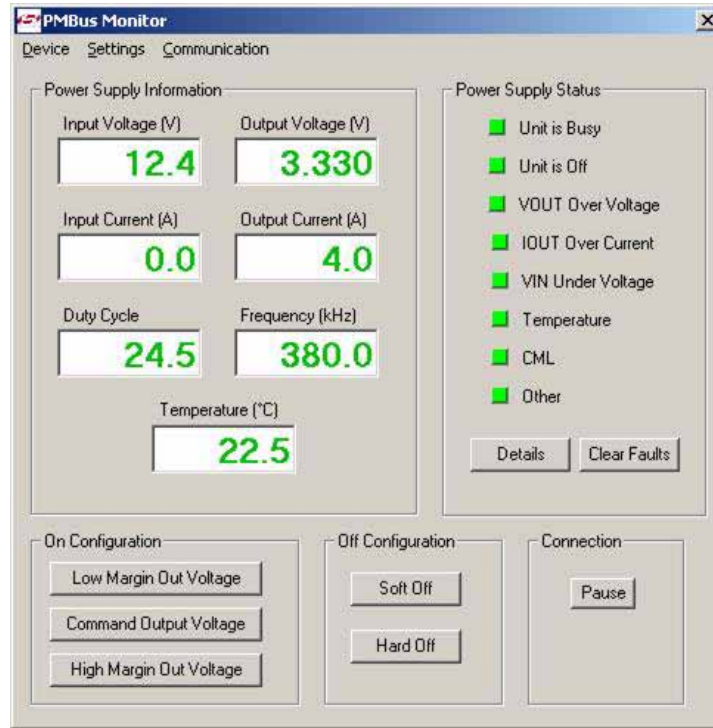 PMBus Monitor
Device Settings Communication
Power Supply Information
Input Voltage (V) Output Voltage (V)
12.4 3.330
Input Current (A) Output Current (A)
0.0 4.0
Duty Cycle Frequency (kHz)
24.5 380.0
Temperature (°C)
22.5
Power Supply Status
Unit is Busy
Unit is Off
VOUT Over Voltage
IOUT Over Current
VIN Under Voltage
Temperature
CML
Other
Details Clear Faults
On Configuration
Low Margin Out Voltage
Command Output Voltage
High Margin Out Voltage
Off Configuration
Soft Off
Hard Off
Connection
Pause